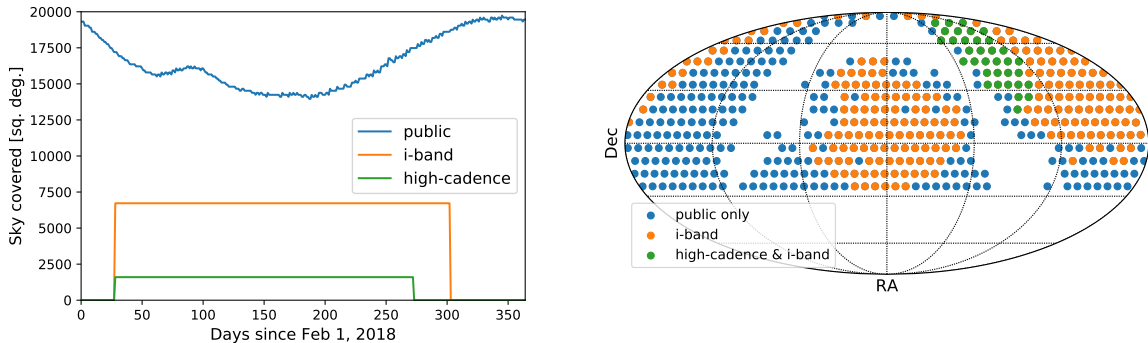 20000
17500
15000
12500
10000
7500
5000
2500
0
Sky covered [sq. deg.]
public
i-band
high-cadence
0 50 100 150 200 250 300 350
Days since Feb 1, 2018
Dec
public only
i-band
high-cadence & i-band
RA